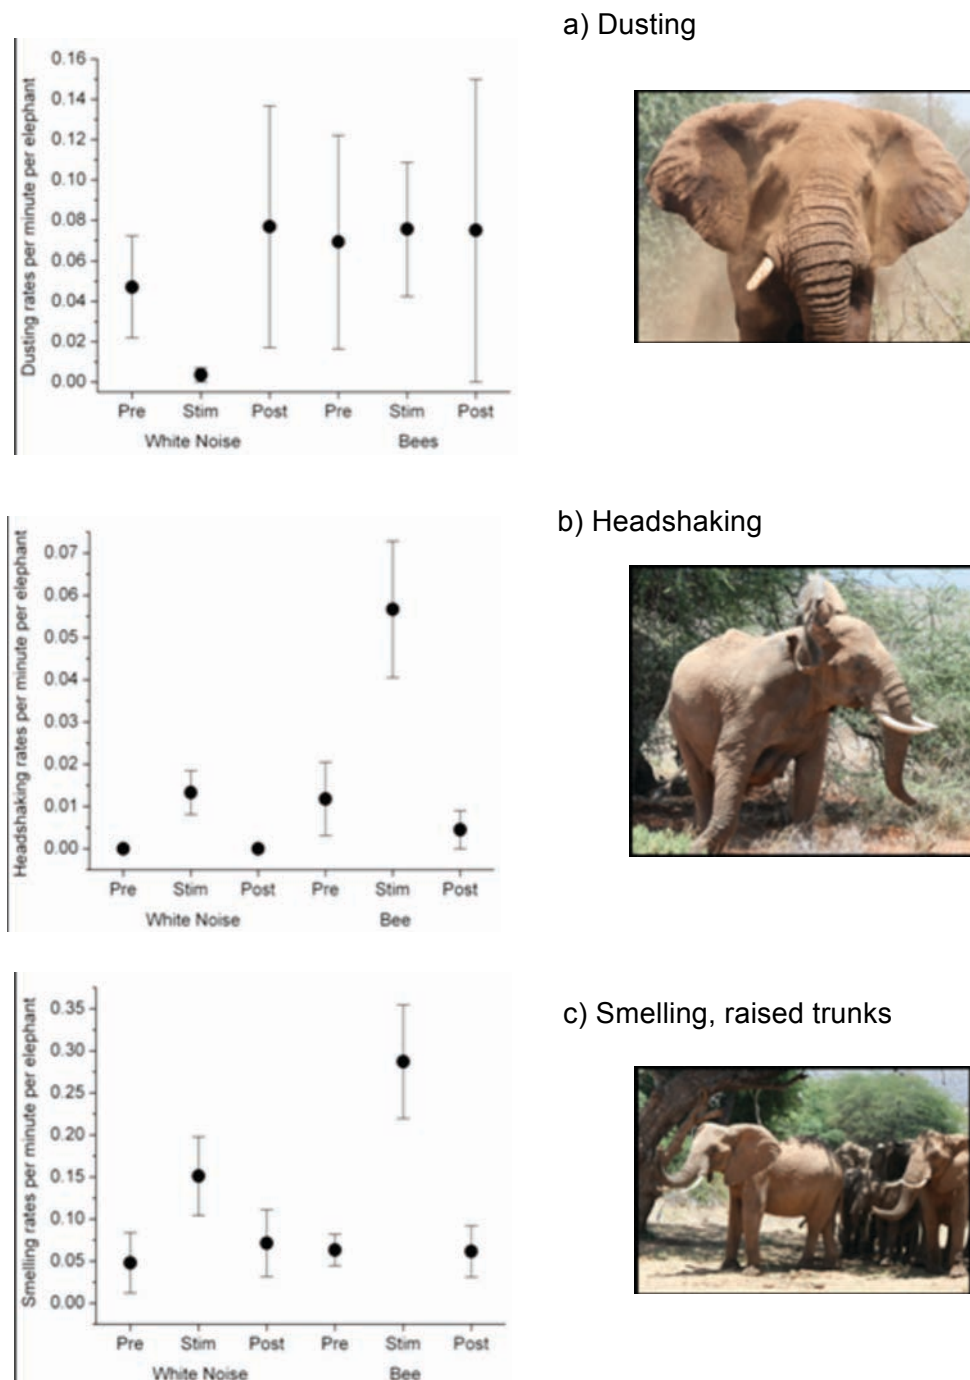 a) Dusting
Dusting rates per minute per elephant
0.16
0.14
0.12
0.10
0.08
0.06
0.04
0.02
0.00
Pre Stim Post Pre Stim Post
White Noise Bees
b) Headshaking
Headshaking rates per minute per elephant
0.07
0.06
0.05
0.04
0.03
0.02
0.01
0.00
Pre Stim Post Pre Stim Post
White Noise Bee
c) Smelling, raised trunks
Smelling rates per minute per elephant
0.35
0.30
0.25
0.20
0.15
0.10
0.05
0.00
Pre Stim Post Pre Stim Post
White Noise Bee